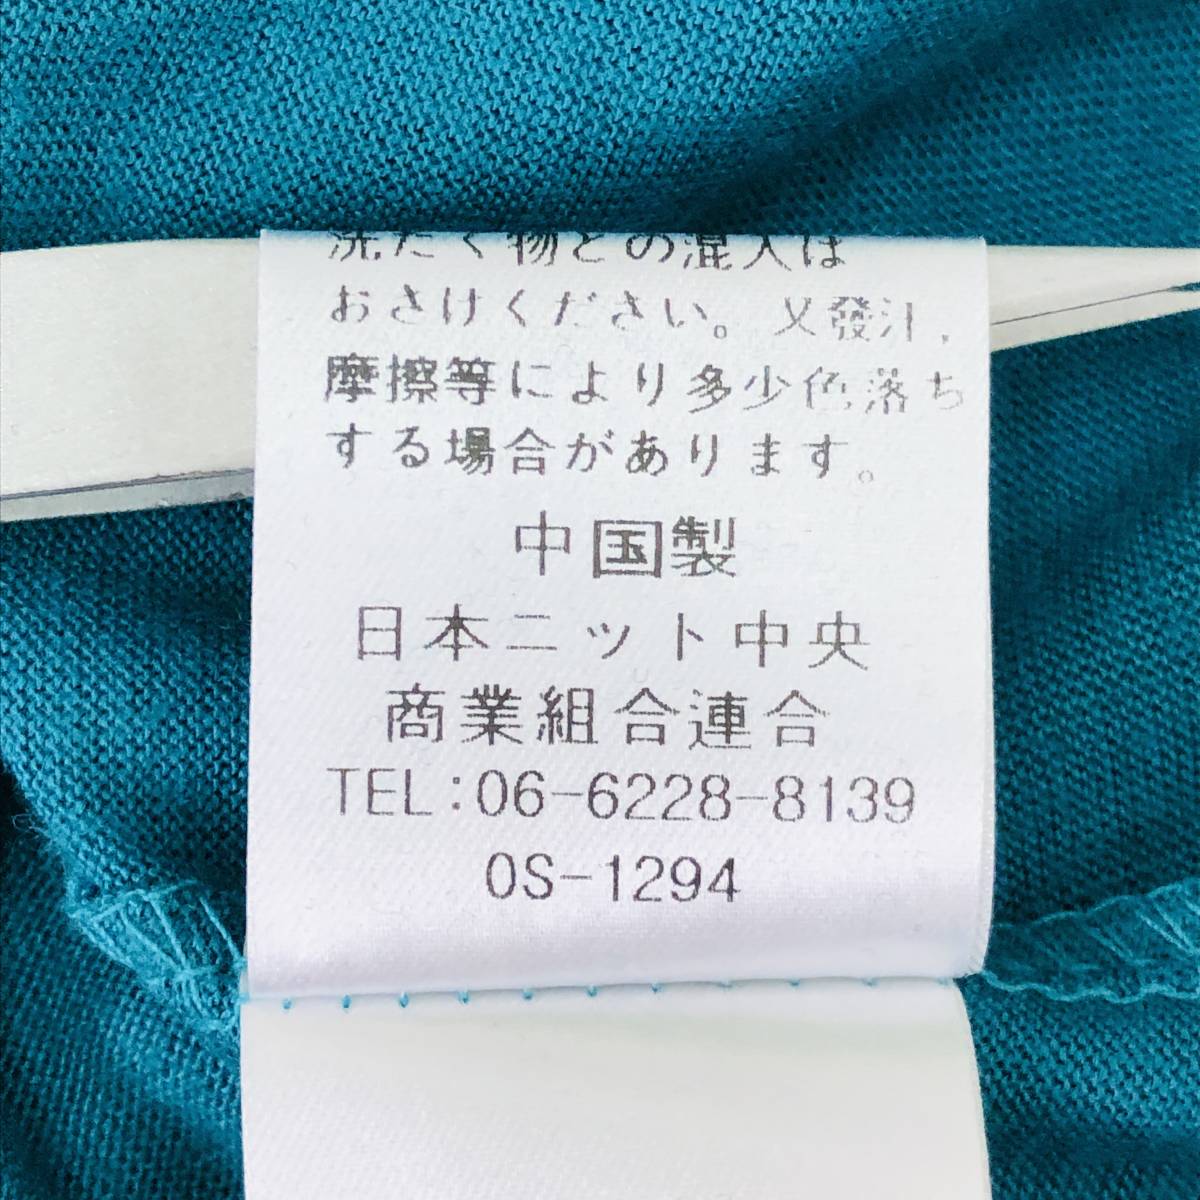 洗たく物との混入は
おさけください。又發汁,
摩擦等により多少色落ち
する場合があります。
中国製
日本ニット中央
商業組合連合
TEL:06-6228-8139
OS-1294